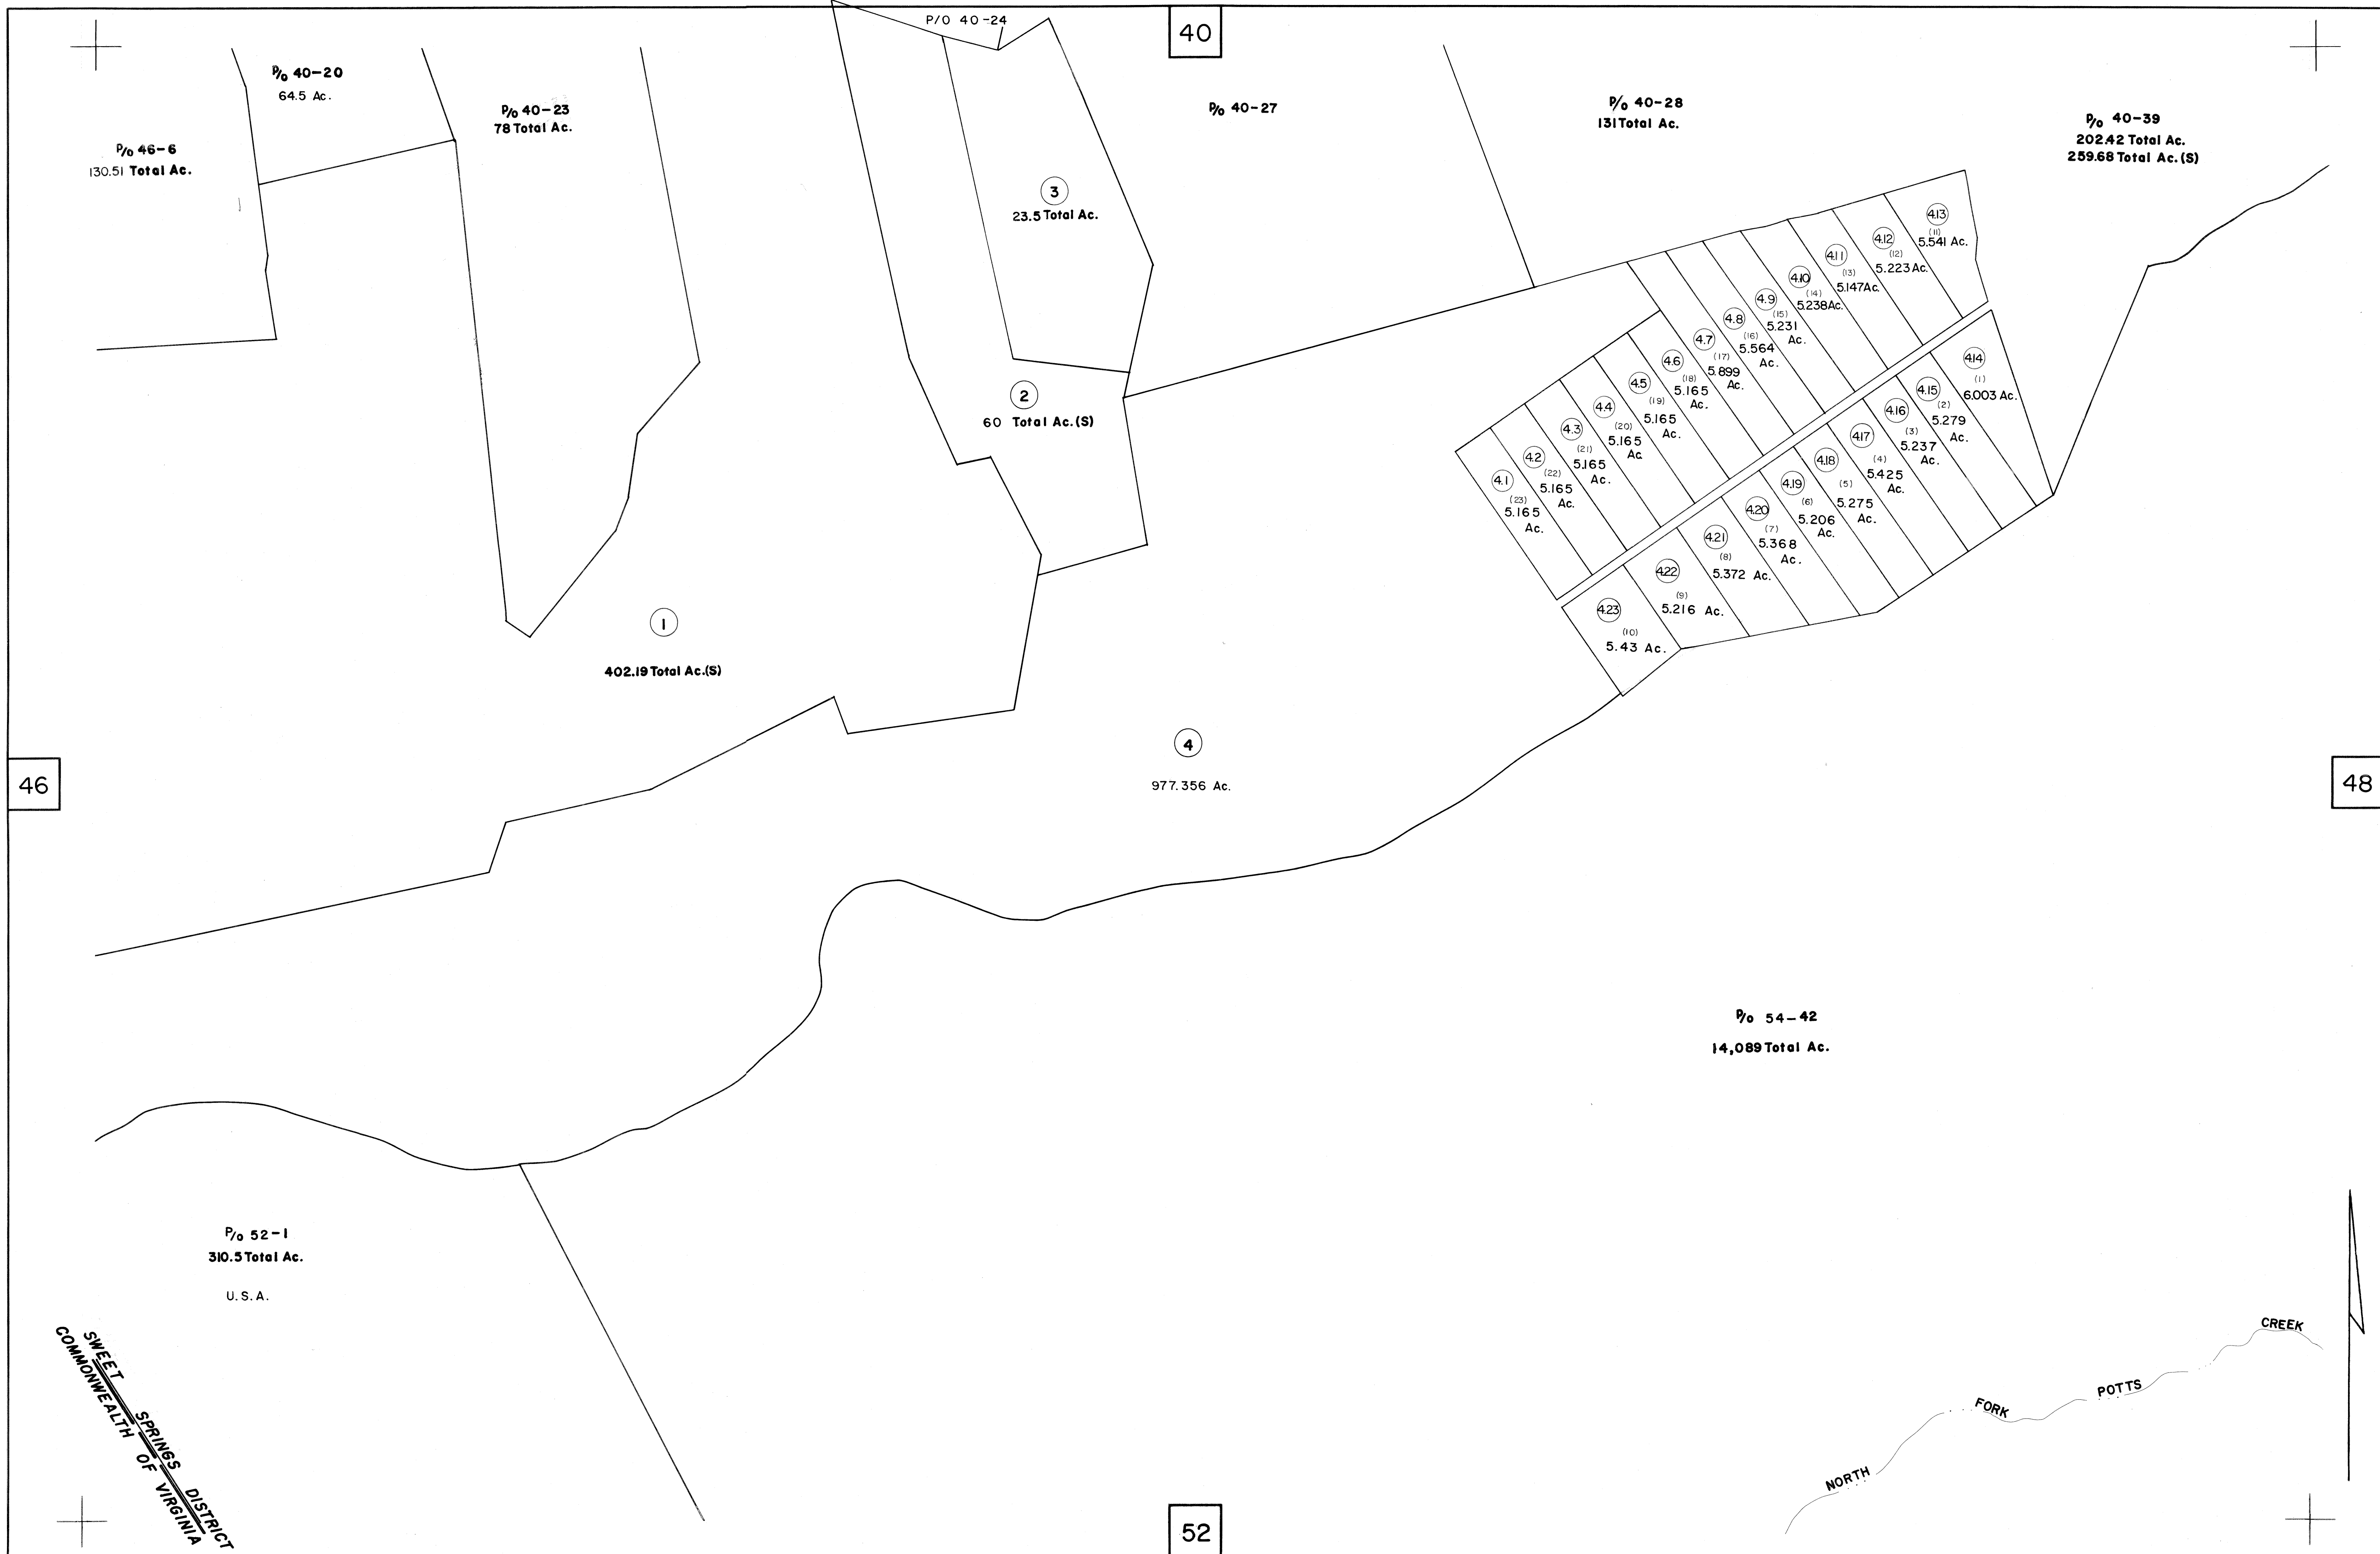 40
P/O 40-24
P/o 40-20
64.5 Ac.
P/o 40-23
78 Total Ac.
P/o 46-6
130.51 Total Ac.
P/o 40-27
P/o 40-28
131 Total Ac.
P/o 40-39
202.42 Total Ac.
259.68 Total Ac. (S)
3
23.5 Total Ac.
2
60 Total Ac. (S)
1
402.19 Total Ac. (S)
4
977.356 Ac.
4.13
(11)
5.541 Ac.
4.12
(12)
5.223 Ac.
4.11
(13)
5.147 Ac.
4.10
(14)
5.238 Ac.
4.9
(15)
5.231
Ac.
4.8
(16)
5.564
Ac.
4.7
(17)
5.899
Ac.
4.6
(18)
5.165
Ac.
4.5
(19)
5.165
Ac.
4.4
(20)
5.165
Ac.
4.3
(21)
5.165
Ac.
4.2
(22)
5.165
Ac.
4.1
(23)
5.165
Ac.
4.14
(1)
6.003 Ac.
4.15
(2)
5.279
Ac.
4.16
(3)
5.237
Ac.
4.17
(4)
5.425
Ac.
4.18
(5)
5.275
Ac.
4.19
(6)
5.206
Ac.
4.20
(7)
5.368
Ac.
4.21
(8)
5.372 Ac.
4.22
(9)
5.216 Ac.
4.23
(10)
5.43 Ac.
46
48
P/o 54-42
14,089 Total Ac.
P/o 52-1
310.5 Total Ac.
U.S.A.
SWEET SPRINGS DISTRICT
COMMONWEALTH OF VIRGINIA
NORTH FORK POTTS CREEK
52